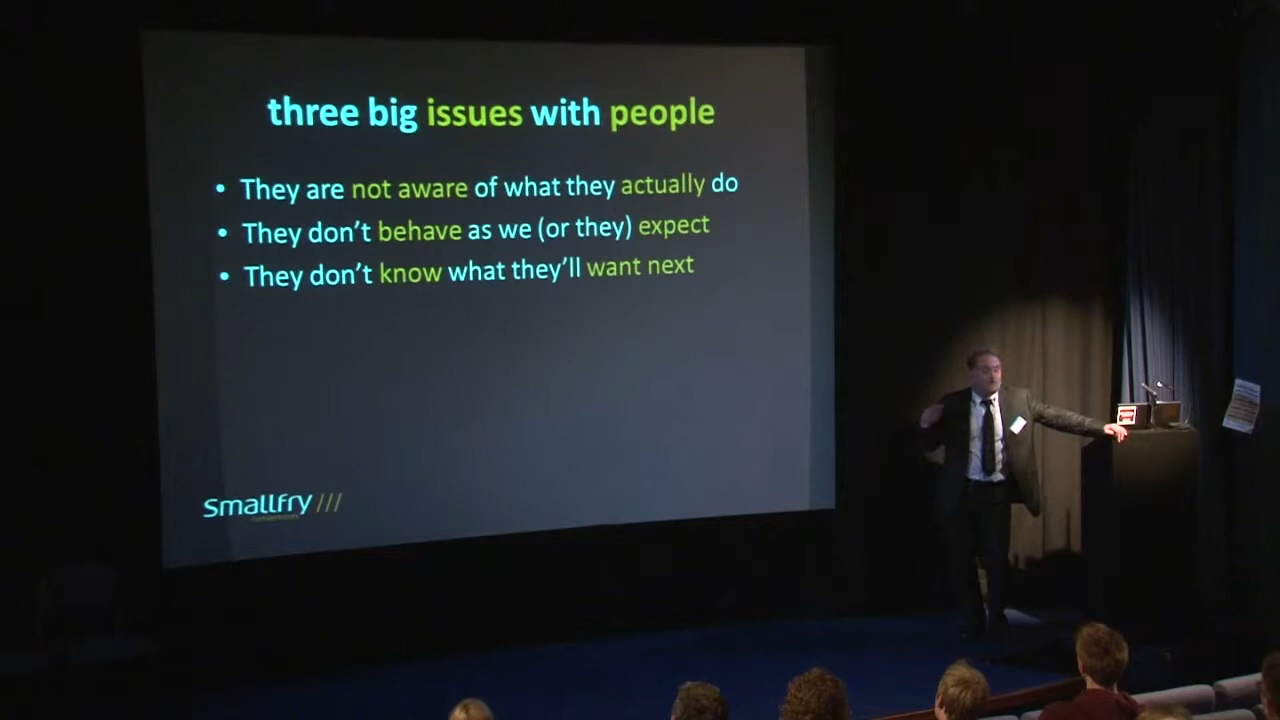 three big issues with people
• They are not aware of what they actually do
• They don't behave as we (or they) expect
• They don't know what they'll want next
smallfry ///